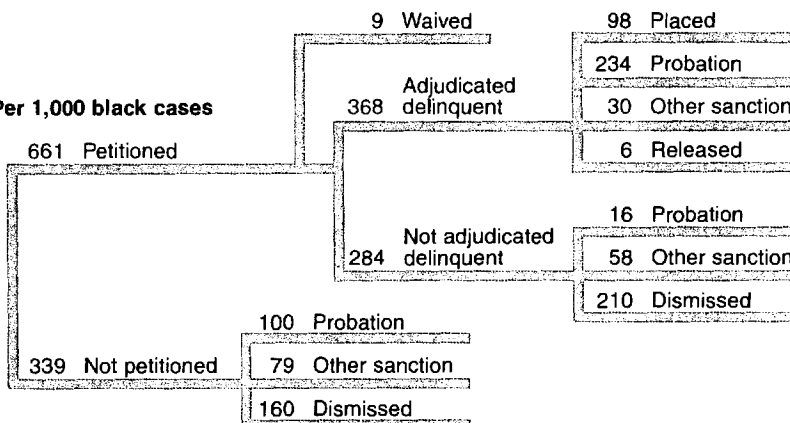 9 Waived
98 Placed
234 Probation
Adjudicated
368 delinquent
30 Other sanction
6 Released
Per 1,000 black cases
661 Petitioned
Not adjudicated
284 delinquent
16 Probation
58 Other sanction
210 Dismissed
339 Not petitioned
100 Probation
79 Other sanction
160 Dismissed